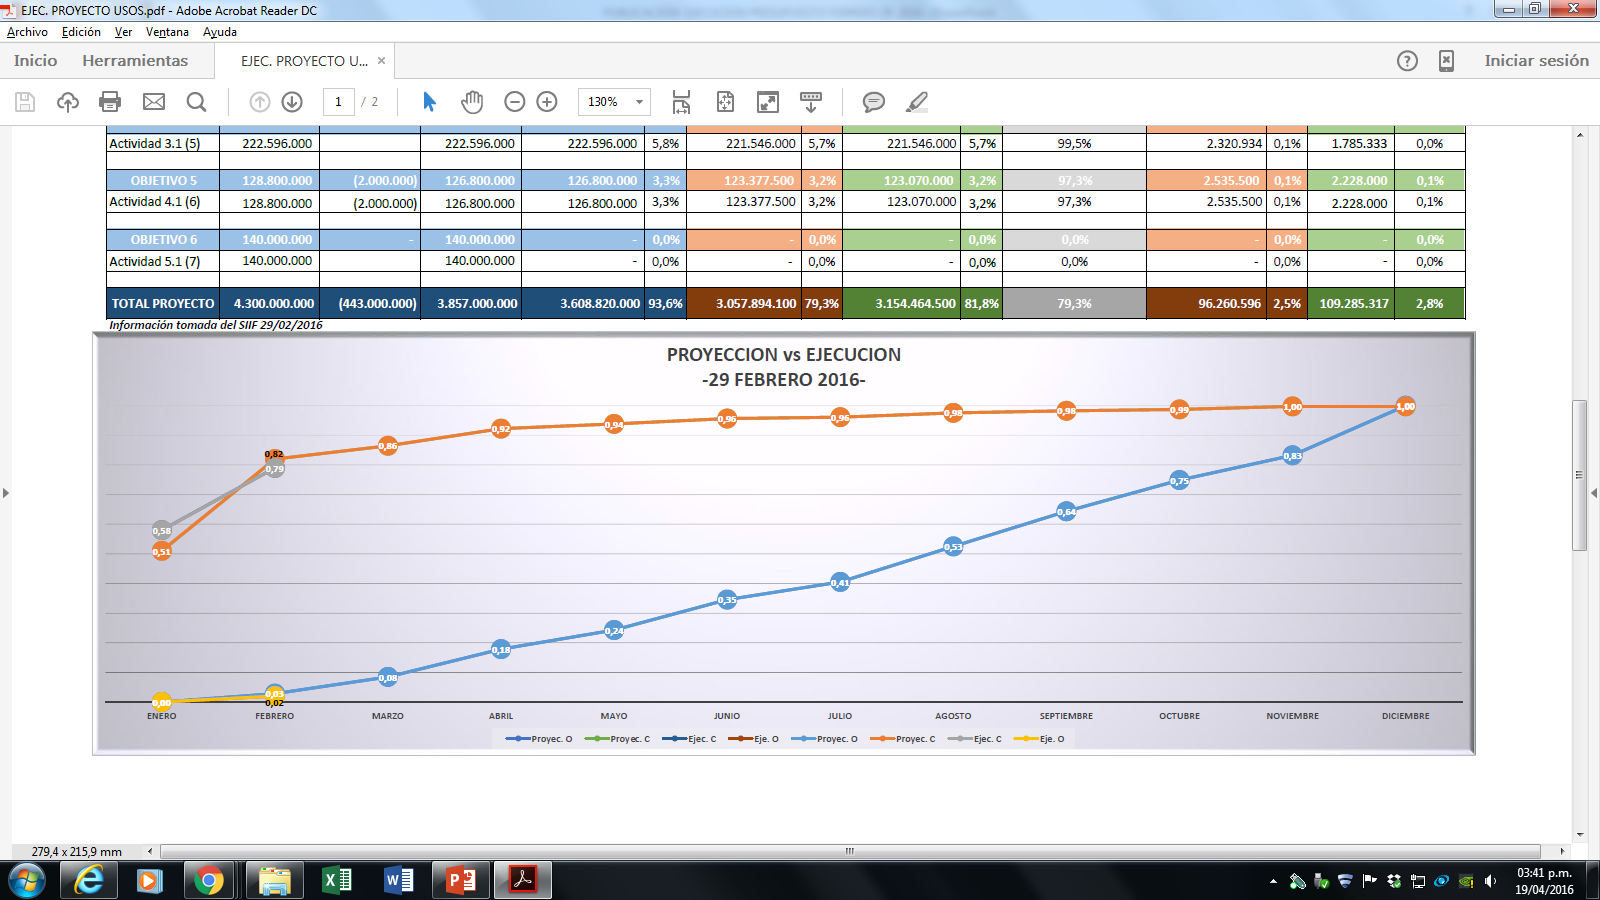 EJEC. PROYECTO USOS.pdf - Adobe Acrobat Reader DC
Archivo Edición Ver Ventana Ayuda
Inicio Herramientas EJEC. PROYECTO U... × ? Iniciar sesión
1 / 2 130%
Actividad 3.1 (5) 222.596.000 222.596.000 222.596.000 5,8% 221.546.000 5,7% 221.546.000 5,7% 99,5% 2.320.934 0,1% 1.785.333 0,0%
OBJETIVO 5 128.800.000 (2.000.000) 126.800.000 126.800.000 3,3% 123.377.500 3,2% 123.070.000 3,2% 97,3% 2.535.500 0,1% 2.228.000 0,1%
Actividad 4.1 (6) 128.800.000 (2.000.000) 126.800.000 126.800.000 3,3% 123.377.500 3,2% 123.070.000 3,2% 97,3% 2.535.500 0,1% 2.228.000 0,1%
OBJETIVO 6 140.000.000 - 140.000.000 - 0,0% - 0,0% - 0,0% 0,0% - 0,0% - 0,0%
Actividad 5.1 (7) 140.000.000 140.000.000 - 0,0% - 0,0% - 0,0% 0,0% - 0,0% - 0,0%
TOTAL PROYECTO 4.300.000.000 (443.000.000) 3.857.000.000 3.608.820.000 93,6% 3.057.894.100 79,3% 3.154.464.500 81,8% 79,3% 96.260.596 2,5% 109.285.317 2,8%
Información tomada del SIIF 29/02/2016
PROYECCION vs EJECUCION
-29 FEBRERO 2016-
0,51 0,82 0,86 0,92 0,94 0,96 0,96 0,98 0,98 0,99 1,00 1,00
0,58 0,79
0,03 0,08 0,18 0,24 0,35 0,41 0,53 0,64 0,75 0,83
0,00 0,02
ENERO FEBRERO MARZO ABRIL MAYO JUNIO JULIO AGOSTO SEPTIEMBRE OCTUBRE NOVIEMBRE DICIEMBRE
Proyec. O Proyec. C Ejec. C Eje. O Proyec. O Proyec. C Ejec. C Eje. O
279,4 x 215,9 mm
03:41 p.m.
19/04/2016